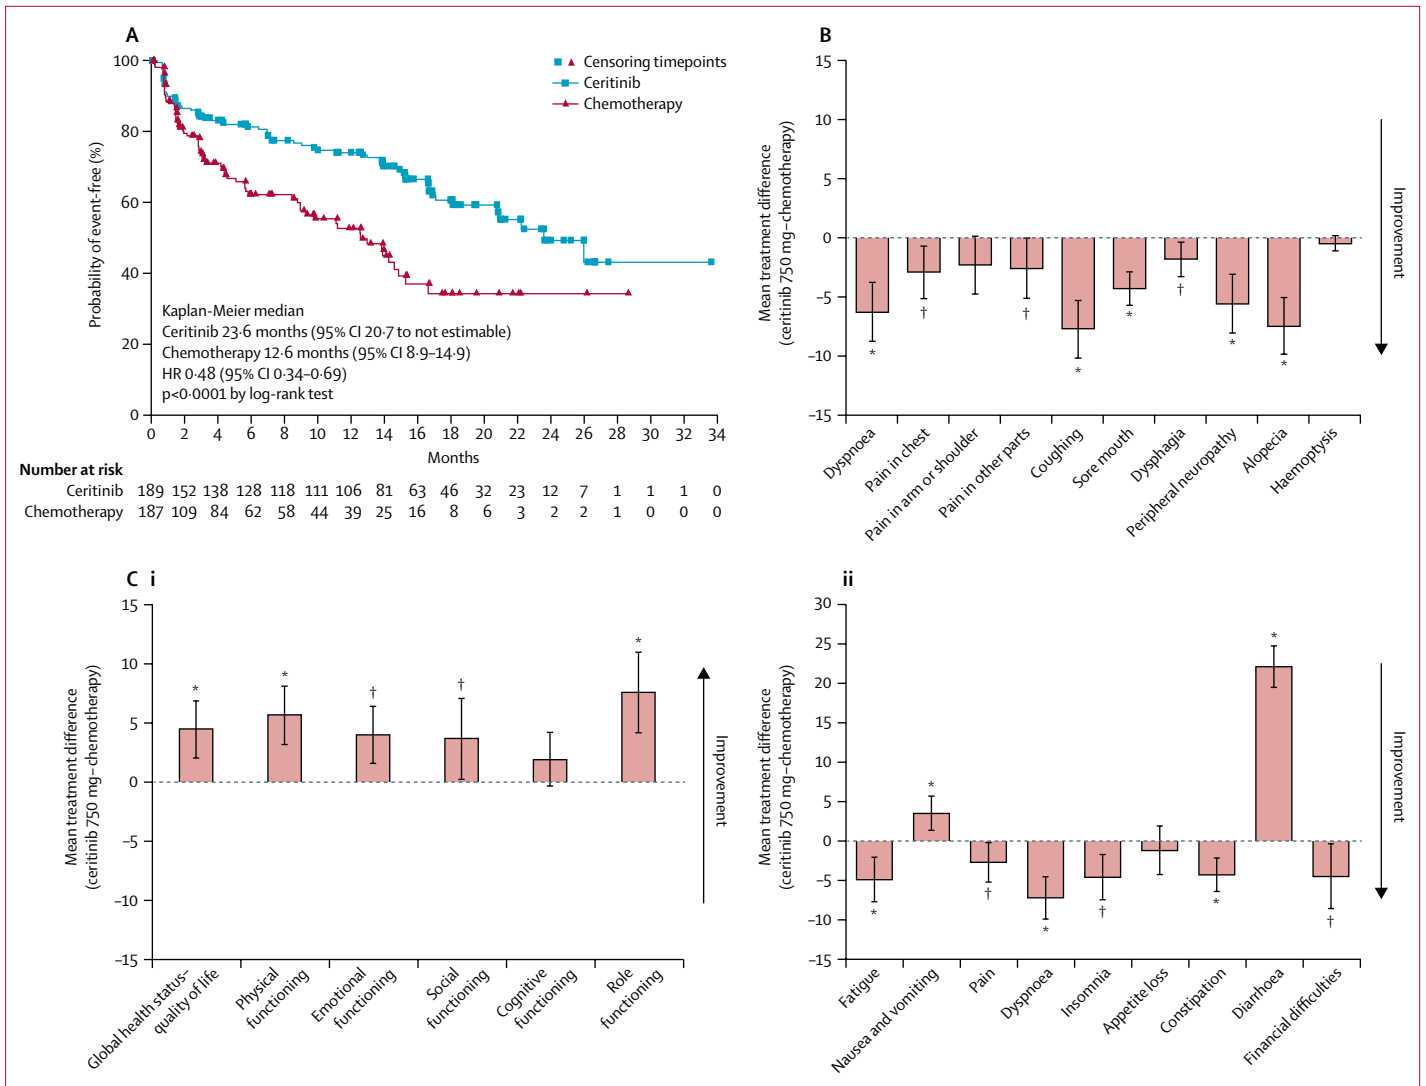 A
100
80
60
40
20
0
Probability of event-free (%)
Censoring timepoints
Ceritinib
Chemotherapy
Kaplan-Meier median
Ceritinib 23·6 months (95% CI 20·7 to not estimable)
Chemotherapy 12·6 months (95% CI 8·9–14·9)
HR 0·48 (95% CI 0·34–0·69)
p<0·0001 by log-rank test
0 2 4 6 8 10 12 14 16 18 20 22 24 26 28 30 32 34
Months
Number at risk
Ceritinib 189 152 138 128 118 111 106 81 63 46 32 23 12 7 1 1 1 0
Chemotherapy 187 109 84 62 58 44 39 25 16 8 6 3 2 2 1 0 0 0
B
15
10
5
0
–5
–10
–15
Mean treatment difference
(ceritinib 750 mg–chemotherapy)
* † † * * † * *
Improvement
Dyspnoea
Pain in chest
Pain in arm or shoulder
Pain in other parts
Coughing
Sore mouth
Dysphagia
Peripheral neuropathy
Alopecia
Haemoptysis
C i
15
10
5
0
–5
–10
–15
Mean treatment difference
(ceritinib 750 mg–chemotherapy)
* * † † *
Improvement
Global health status–
quality of life
Physical
functioning
Emotional
functioning
Social
functioning
Cognitive
functioning
Role
functioning
ii
30
25
20
15
10
5
0
–5
–10
–15
Mean treatment difference
(ceritinib 750 mg–chemotherapy)
* * † * † * * †
Improvement
Fatigue
Nausea and vomiting
Pain
Dyspnoea
Insomnia
Appetite loss
Constipation
Diarrhoea
Financial difficulties